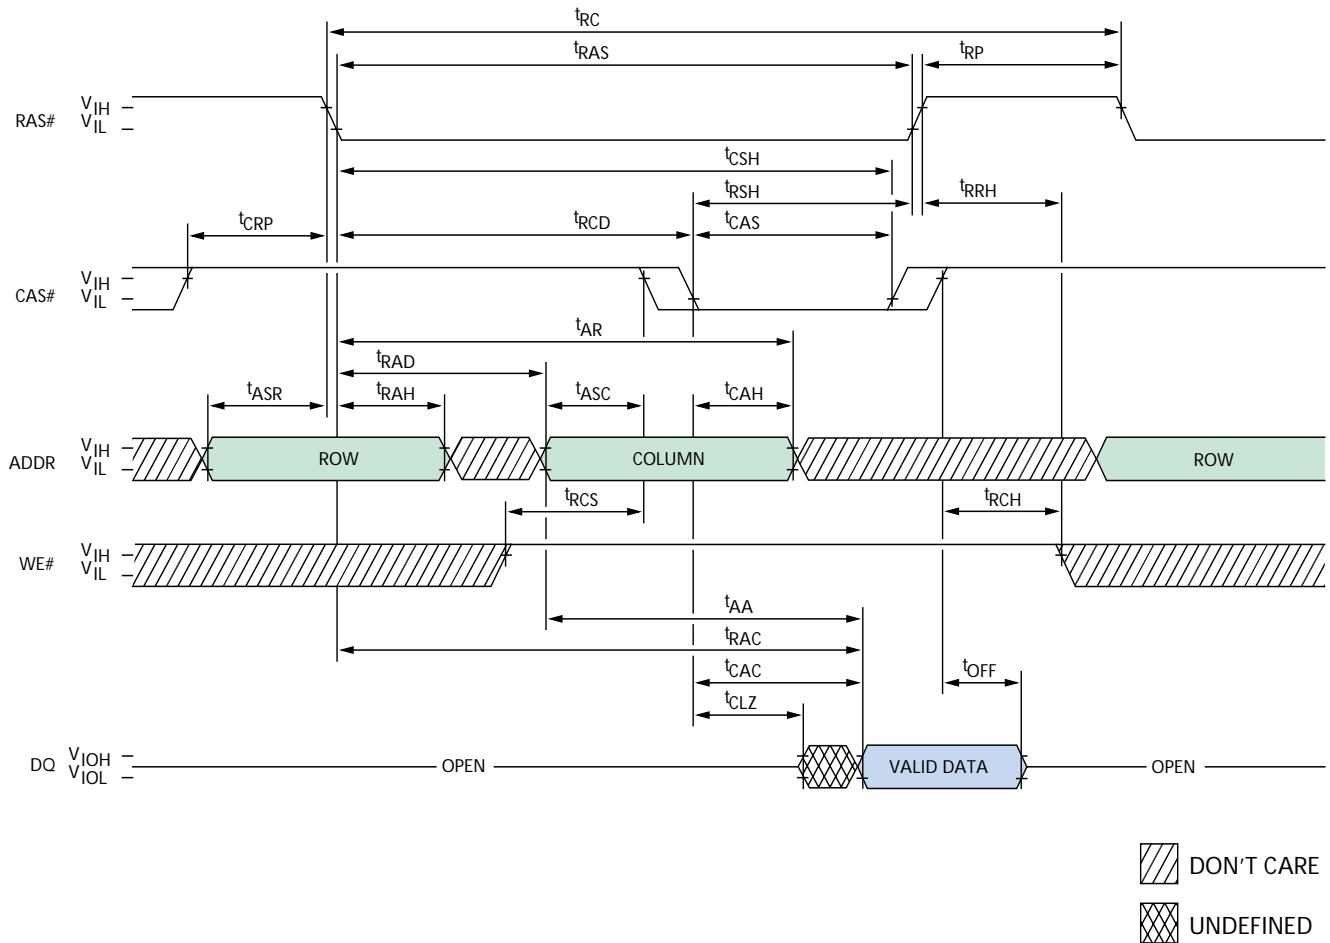 tRC
tRAS
tRP
RAS#
VIH
VIL
tCSH
tRSH
tRRH
tCRP
tRCD
tCAS
CAS#
VIH
VIL
tAR
tRAD
tASR
tRAH
tASC
tCAH
ADDR
VIH
VIL
ROW
COLUMN
ROW
tRCS
tRCH
WE#
VIH
VIL
tAA
tRAC
tCAC
tOFF
tCLZ
DQ
VIOH
VIOL
OPEN
VALID DATA
OPEN
DON'T CARE
UNDEFINED